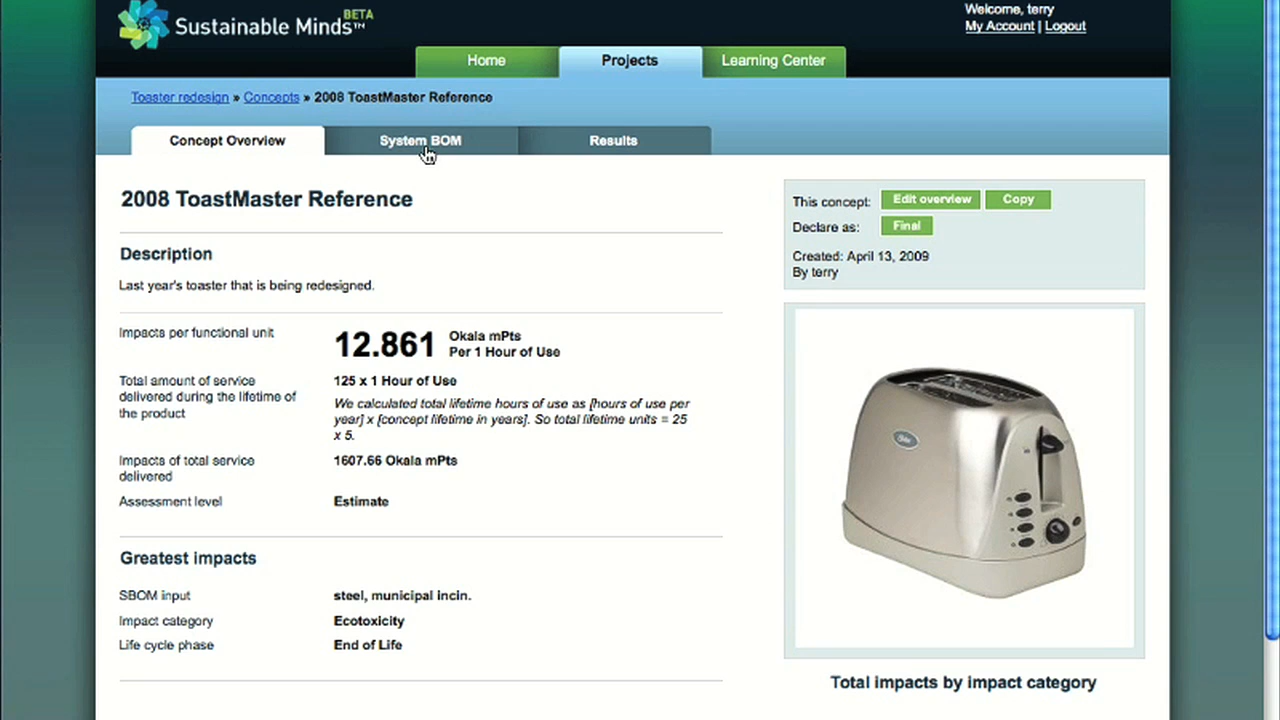 Sustainable Minds™ BETA
Welcome, terry
My Account | Logout
Home
Projects
Learning Center
Toaster redesign » Concepts » 2008 ToastMaster Reference
Concept Overview
System BOM
Results
2008 ToastMaster Reference
Description
Last year's toaster that is being redesigned.
Impacts per functional unit
12.861
Okala mPts
Per 1 Hour of Use
Total amount of service
delivered during the lifetime of
the product
125 x 1 Hour of Use
We calculated total lifetime hours of use as [hours of use per
year] x [concept lifetime in years]. So total lifetime units = 25
x 5.
Impacts of total service
delivered
1607.66 Okala mPts
Assessment level
Estimate
Greatest impacts
SBOM input
steel, municipal incin.
Impact category
Ecotoxicity
Life cycle phase
End of Life
This concept:
Edit overview
Copy
Declare as:
Final
Created: April 13, 2009
By terry
Total impacts by impact category